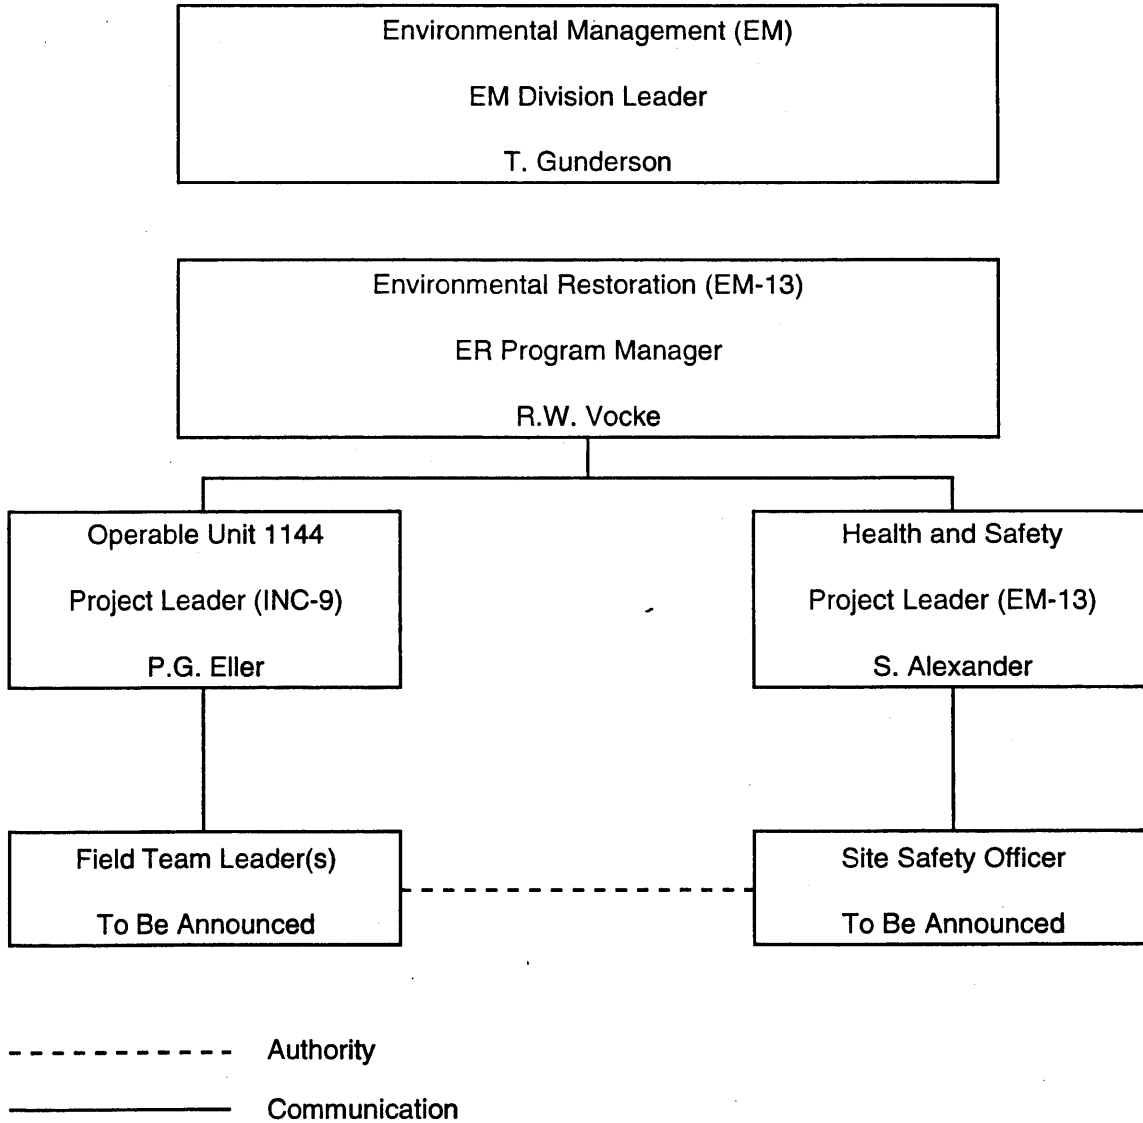 Environmental Management (EM)
EM Division Leader
T. Gunderson
Environmental Restoration (EM-13)
ER Program Manager
R.W. Vocke
Operable Unit 1144
Project Leader (INC-9)
P.G. Eller
Health and Safety
Project Leader (EM-13)
S. Alexander
Field Team Leader(s)
To Be Announced
Site Safety Officer
To Be Announced
Authority
Communication